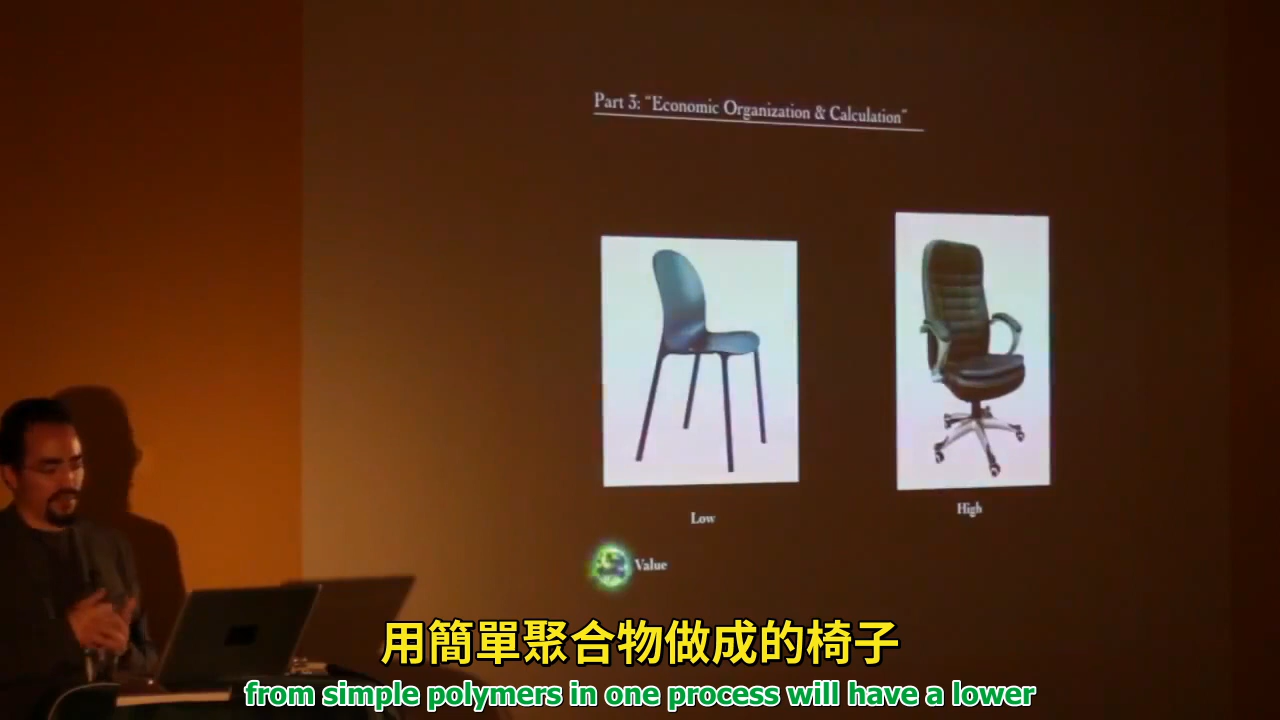 Part 3: "Economic Organization & Calculation"
Low
High
Value
用簡單聚合物做成的椅子
from simple polymers in one process will have a lower